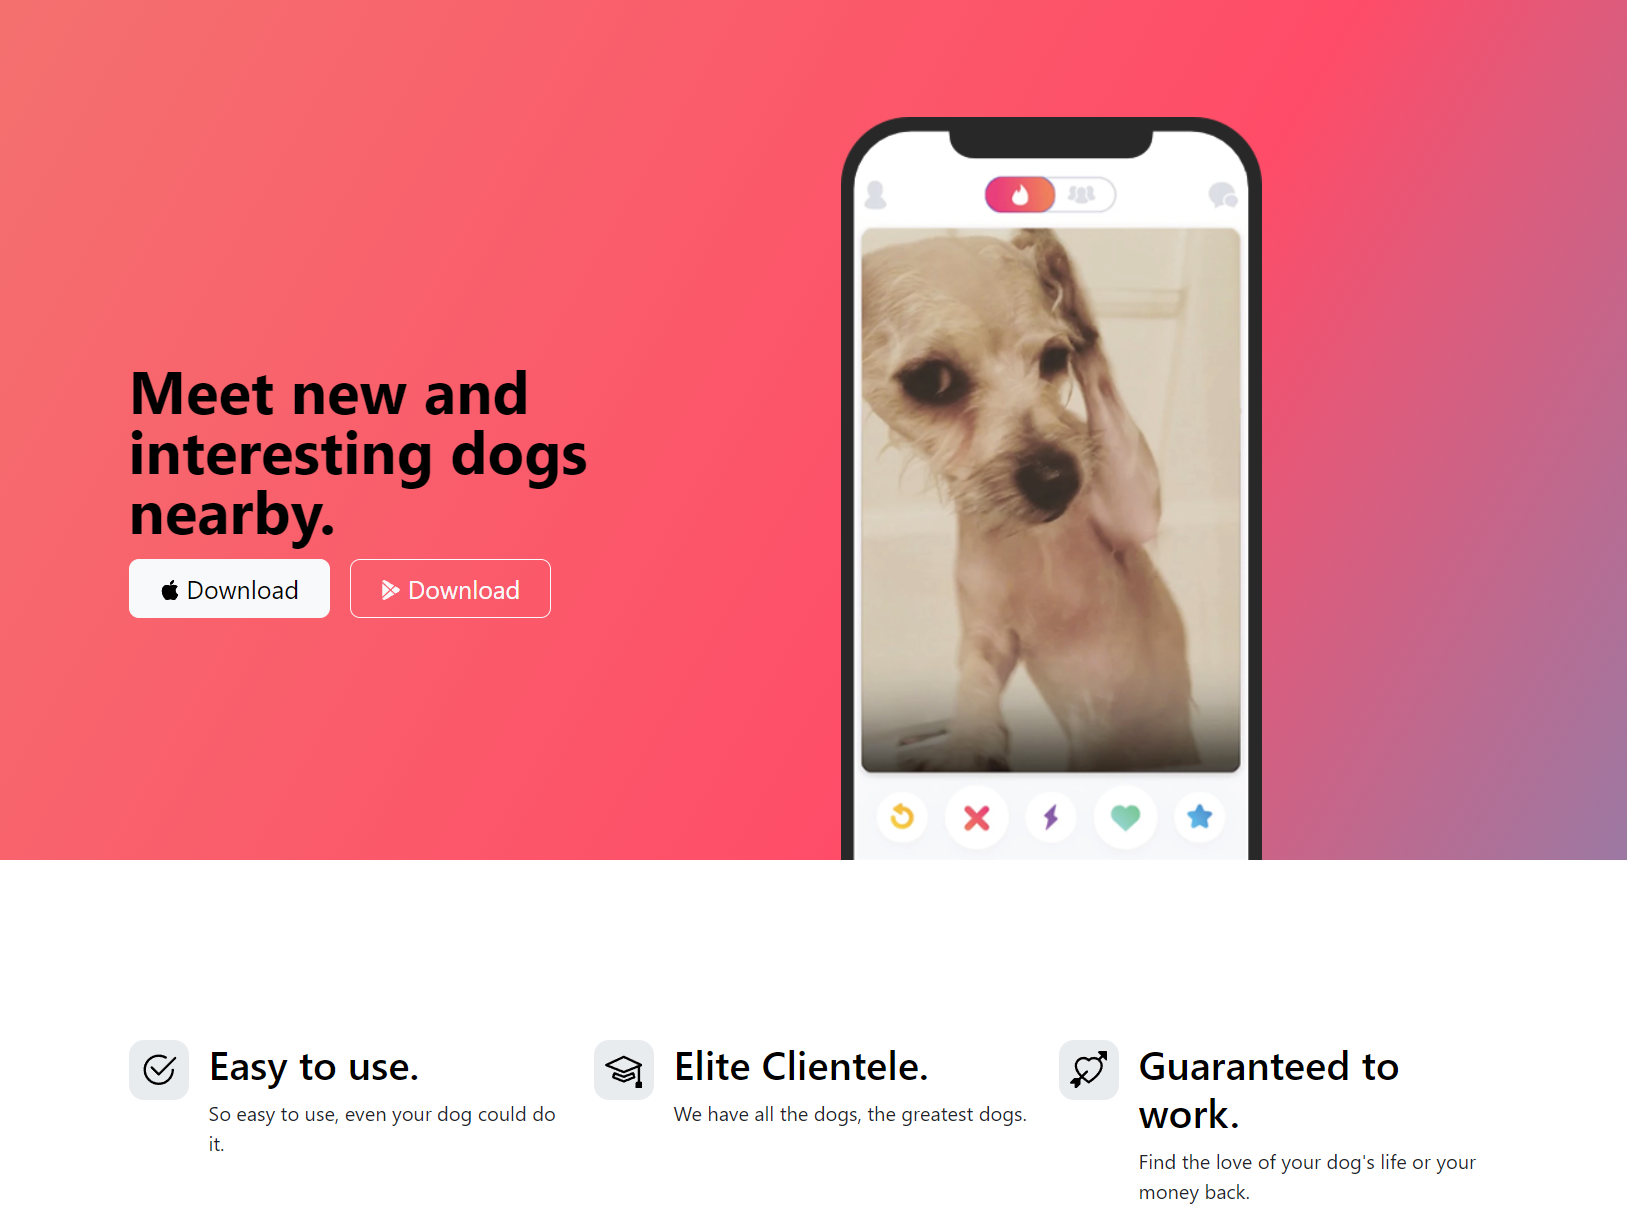 Meet new and
interesting dogs
nearby.
Download
Download
Easy to use.
So easy to use, even your dog could do
it.
Elite Clientele.
We have all the dogs, the greatest dogs.
Guaranteed to
work.
Find the love of your dog's life or your
money back.